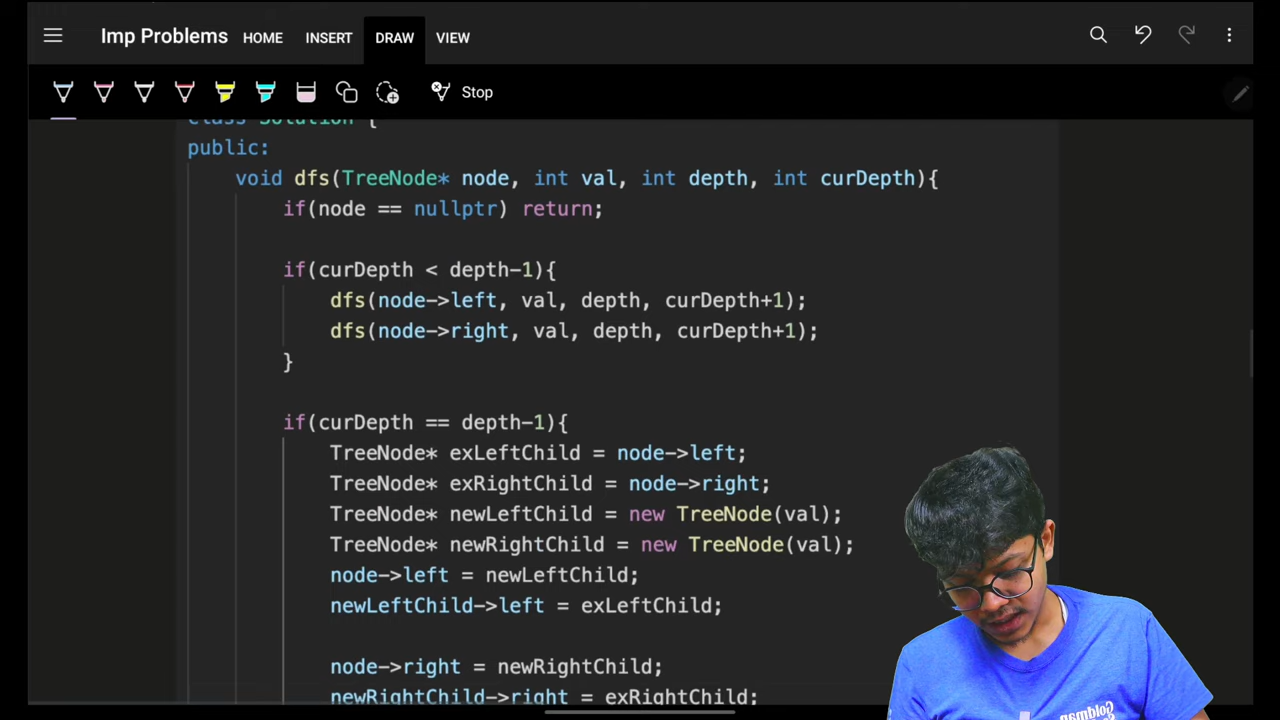 Imp Problems HOME INSERT DRAW VIEW
Stop
class Solution {
public:
void dfs(TreeNode* node, int val, int depth, int curDepth){
if(node == nullptr) return;
if(curDepth < depth-1){
dfs(node->left, val, depth, curDepth+1);
dfs(node->right, val, depth, curDepth+1);
}
if(curDepth == depth-1){
TreeNode* exLeftChild = node->left;
TreeNode* exRightChild = node->right;
TreeNode* newLeftChild = new TreeNode(val);
TreeNode* newRightChild = new TreeNode(val);
node->left = newLeftChild;
newLeftChild->left = exLeftChild;
node->right = newRightChild;
newRightChild->right = exRightChild;
Goldman